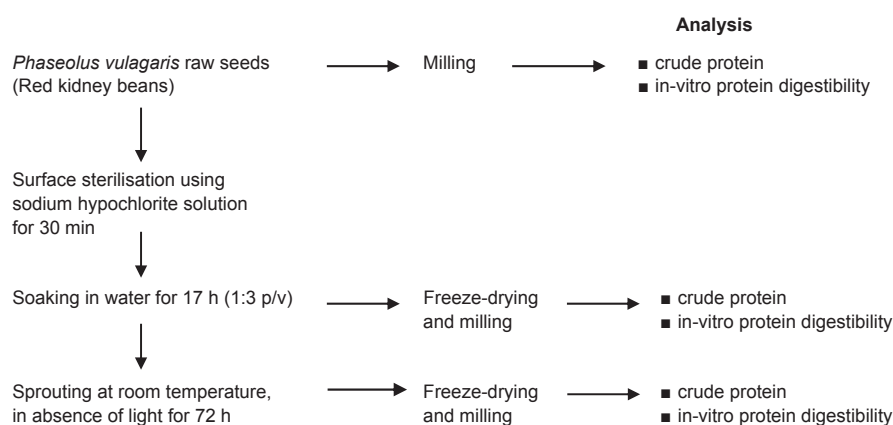 Analysis
Phaseolus vulagaris raw seeds
(Red kidney beans)
Milling
■ crude protein
■ in-vitro protein digestibility
Surface sterilisation using
sodium hypochlorite solution
for 30 min
Soaking in water for 17 h (1:3 p/v)
Freeze-drying
and milling
■ crude protein
■ in-vitro protein digestibility
Sprouting at room temperature,
in absence of light for 72 h
Freeze-drying
and milling
■ crude protein
■ in-vitro protein digestibility